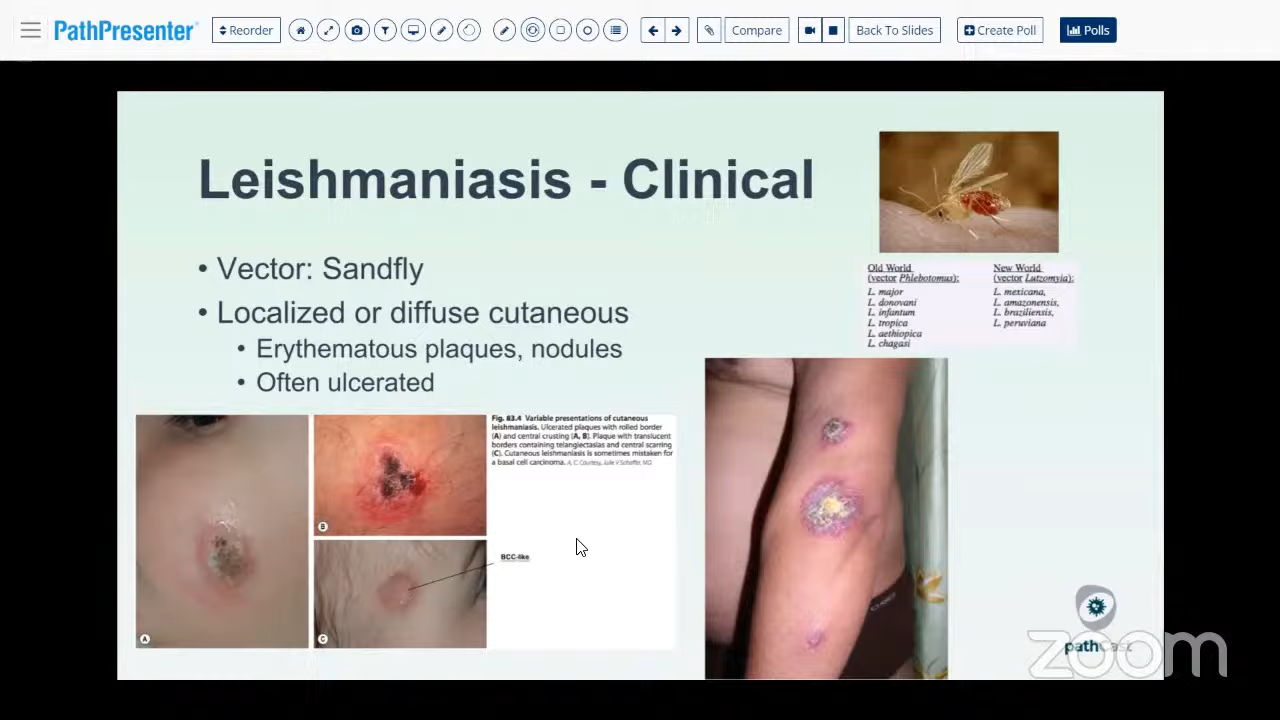 PathPresenter
Reorder
Compare
Back To Slides
Create Poll
Polls
Leishmaniasis - Clinical
• Vector: Sandfly
• Localized or diffuse cutaneous
• Erythematous plaques, nodules
• Often ulcerated
Old World
(vector Phlebotomus):
L. major
L. donovani
L. infantum
L. tropica
L. aethiopica
L. chagasi
New World
(vector Lutzomyia):
L. mexicana,
L. amazonensis,
L. braziliensis,
L. peruviana
Fig. 83.4 Variable presentations of cutaneous
leishmaniasis. Ulcerated plaques with rolled border
(A) and central crusting (A, B). Plaque with translucent
borders containing telangiectasias and central scarring
(C). Cutaneous leishmaniasis is sometimes mistaken for
a basal cell carcinoma. A, C, Courtesy, Julie V Schaffer, MD.
BCC-like
A
B
C
pathCast
zoom